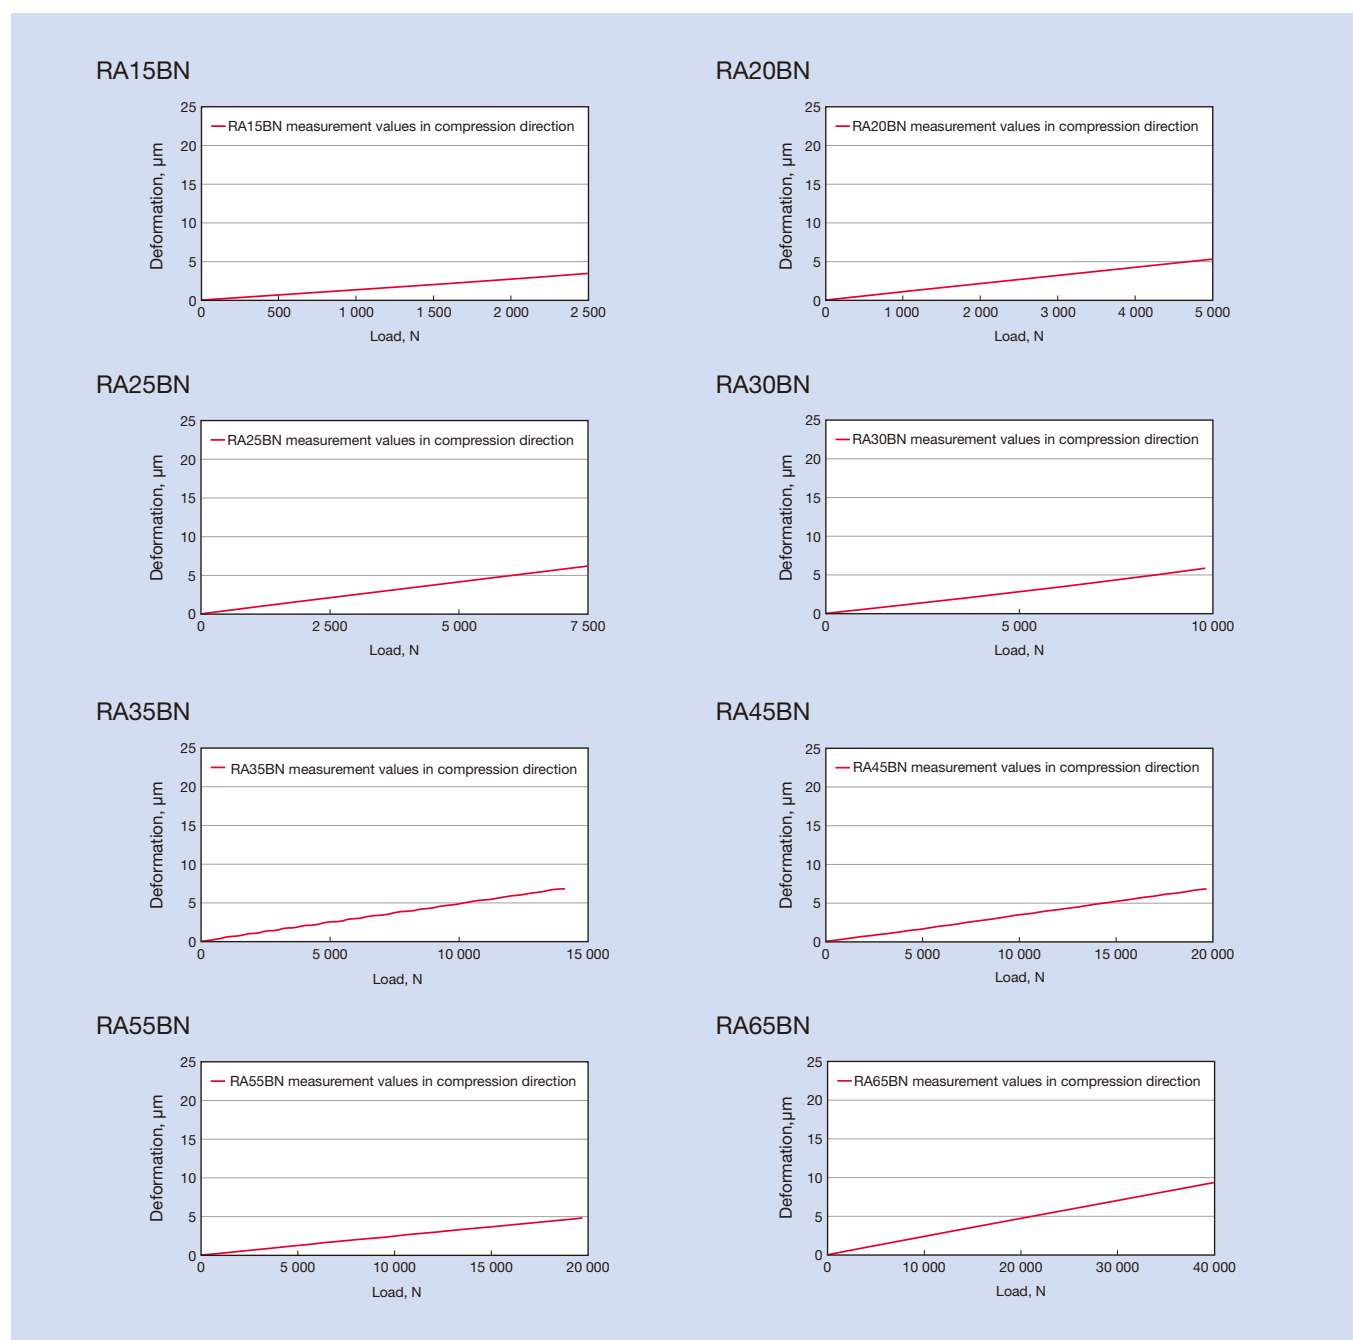 RA15BN
RA15BN measurement values in compression direction
Deformation, µm
25
20
15
10
5
0
0 500 1 000 1 500 2 000 2 500
Load, N
RA20BN
RA20BN measurement values in compression direction
Deformation, µm
25
20
15
10
5
0
0 1 000 2 000 3 000 4 000 5 000
Load, N
RA25BN
RA25BN measurement values in compression direction
Deformation, µm
25
20
15
10
5
0
0 2 500 5 000 7 500
Load, N
RA30BN
RA30BN measurement values in compression direction
Deformation, µm
25
20
15
10
5
0
0 5 000 10 000
Load, N
RA35BN
RA35BN measurement values in compression direction
Deformation, µm
25
20
15
10
5
0
0 5 000 10 000 15 000
Load, N
RA45BN
RA45BN measurement values in compression direction
Deformation, µm
25
20
15
10
5
0
0 5 000 10 000 15 000 20 000
Load, N
RA55BN
RA55BN measurement values in compression direction
Deformation, µm
25
20
15
10
5
0
0 5 000 10 000 15 000 20 000
Load, N
RA65BN
RA65BN measurement values in compression direction
Deformation,µm
25
20
15
10
5
0
0 10 000 20 000 30 000 40 000
Load, N